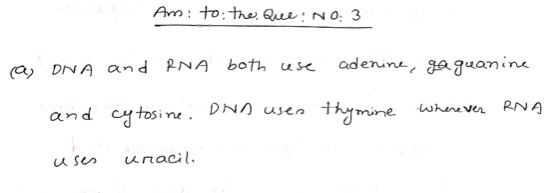 Ans: to: the: Que: NO: 3
(a) DNA and RNA both use adenine, guanine
and cytosine. DNA uses thymine wherever RNA
uses uracil.